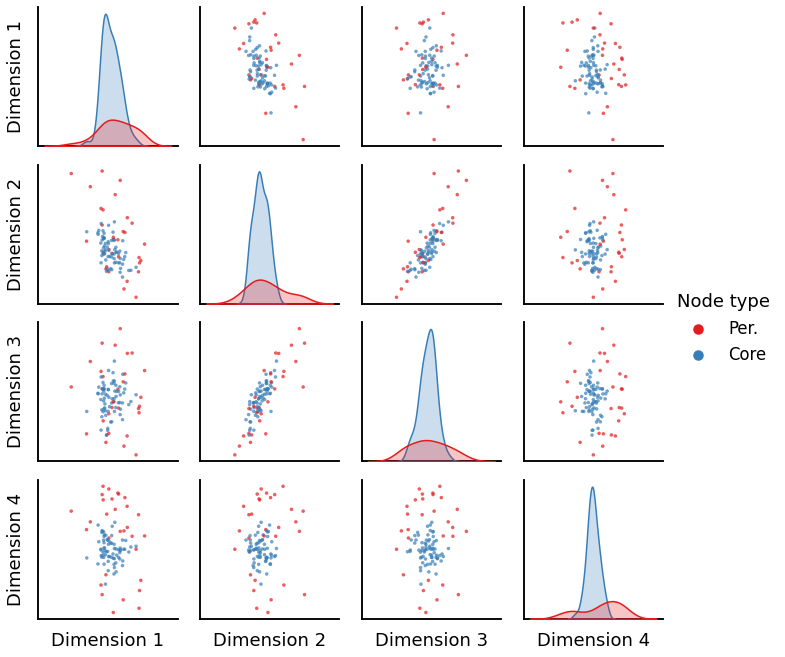 Dimension 1
Dimension 2
Dimension 3
Dimension 4
Node type
Per.
Core
Dimension 1
Dimension 2
Dimension 3
Dimension 4